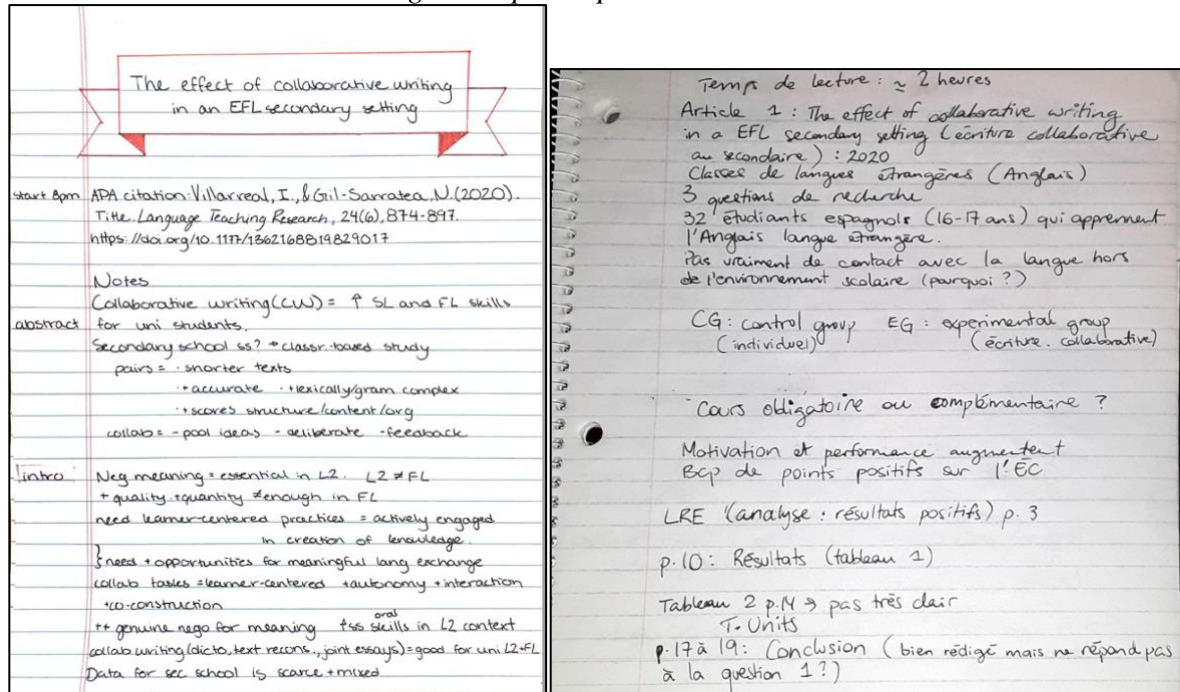 The effect of collaborative writing
in an EFL secondary setting
start 8pm APA citation: Villarreal, I., & Gil-Sarratea, N. (2020).
Title. Language Teaching Research, 24(6), 874-897.
https://doi.org/10.1177/1362168819829017
Notes
Collaborative writing (CW) = ↑ SL and FL skills
abstract for uni students.
Secondary school ss? → classr. based study
pairs = · shorter texts
·+accurate ·+lexically/gram complex
·+scores structure/content/org
collab= - pool ideas - deliberate - feedback
intro Neg meaning = essential in L2. L2 ≠ FL
+ quality + quantity ≠ enough in FL
need learner-centered practices = actively engaged
in creation of knowledge.
need + opportunities for meaningful lang exchange
collab tasks = learner-centered +autonomy +interaction
+co-construction
++ genuine nego for meaning ↑ss oral skills in L2 context
collab writing (dicto, text recons., joint essays) = good for uni L2+FL
Data for sec school is scarce + mixed
Temps de lecture : ≃ 2 heures
Article 1 : The effect of collaborative writing
in a EFL secondary setting (écriture collaborative
au secondaire) : 2020
Classes de langues étrangères (Anglais)
3 questions de recherche
32 étudiants espagnols (16-17 ans) qui apprennent
l'Anglais langue étrangère.
Pas vraiment de contact avec la langue hors
de l'environnement scolaire (pourquoi ?)
CG : control group EG : experimental group
(individuel) (écriture collaborative)
Cours obligatoire ou complémentaire ?
Motivation et performance augmentent
BCP de points positifs sur l'ÉC
LRE (analyse : résultats positifs) p. 3
p.10 : Résultats (tableau 1)
Tableau 2 p.14 → pas très clair
T. Units
p.17 à 19 : Conclusion (bien rédigé mais ne répond pas
à la question 1 ?)